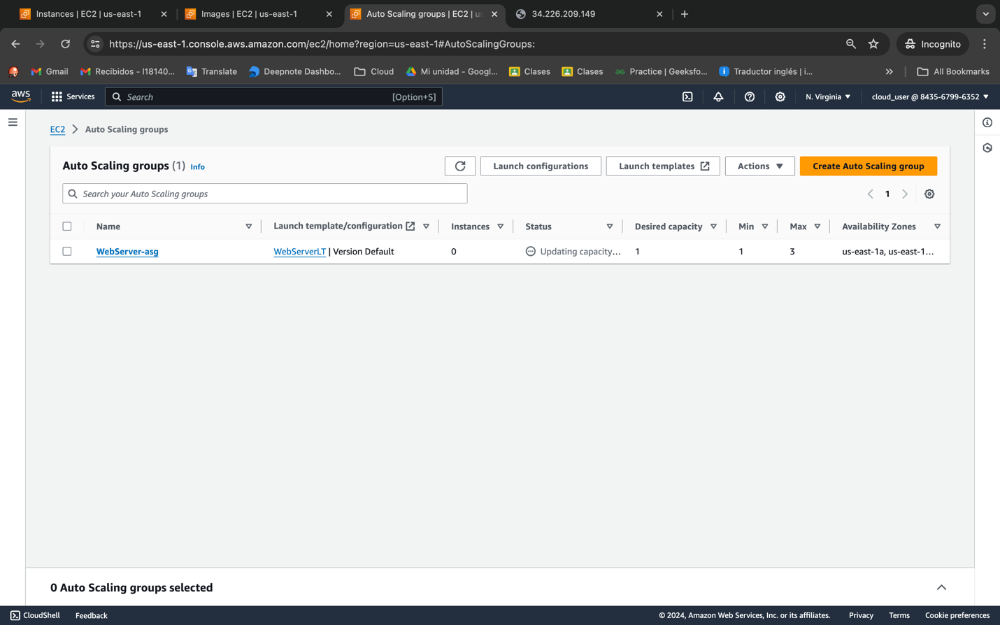 Instances | EC2 | us-east-1
Images | EC2 | us-east-1
Auto Scaling groups | EC2 | us
34.226.209.149
https://us-east-1.console.aws.amazon.com/ec2/home?region=us-east-1#AutoScalingGroups:
Incognito
Gmail
Recibidos - l18140...
Translate
Deepnote Dashbo...
Cloud
Mi unidad - Googl...
Clases
Clases
Practice | Geeksfo...
Traductor inglés | i...
All Bookmarks
aws
Services
Search
[Option+S]
N. Virginia
cloud_user @ 8435-6799-6352
EC2
Auto Scaling groups
Auto Scaling groups (1) Info
Launch configurations
Launch templates
Actions
Create Auto Scaling group
Search your Auto Scaling groups
1
Name
Launch template/configuration
Instances
Status
Desired capacity
Min
Max
Availability Zones
WebServer-asg
WebServerLT | Version Default
0
Updating capacity...
1
1
3
us-east-1a, us-east-1...
0 Auto Scaling groups selected
CloudShell
Feedback
© 2024, Amazon Web Services, Inc. or its affiliates.
Privacy
Terms
Cookie preferences